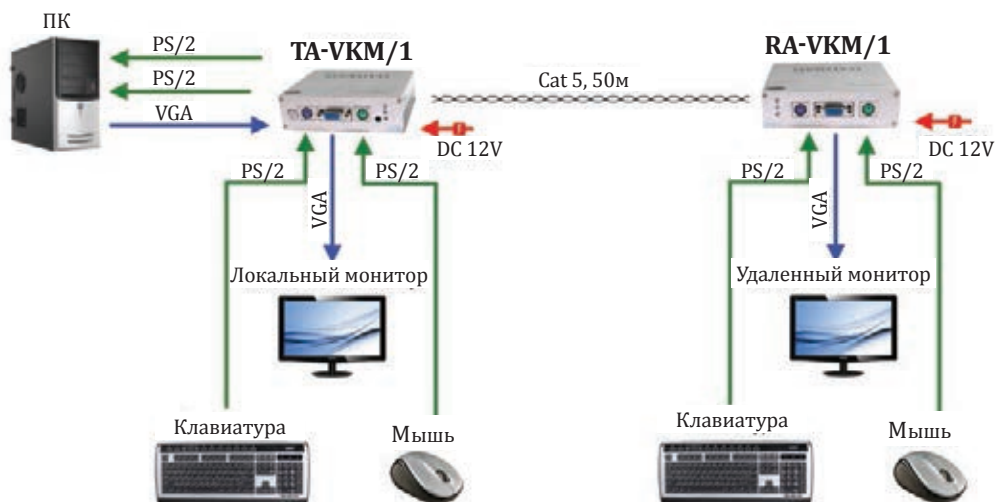 ПК
PS/2
PS/2
VGA
TA-VKM/1
Cat 5, 50м
RA-VKM/1
DC 12V
DC 12V
PS/2
VGA
PS/2
PS/2
VGA
PS/2
Локальный монитор
Удаленный монитор
Клавиатура
Мышь
Клавиатура
Мышь